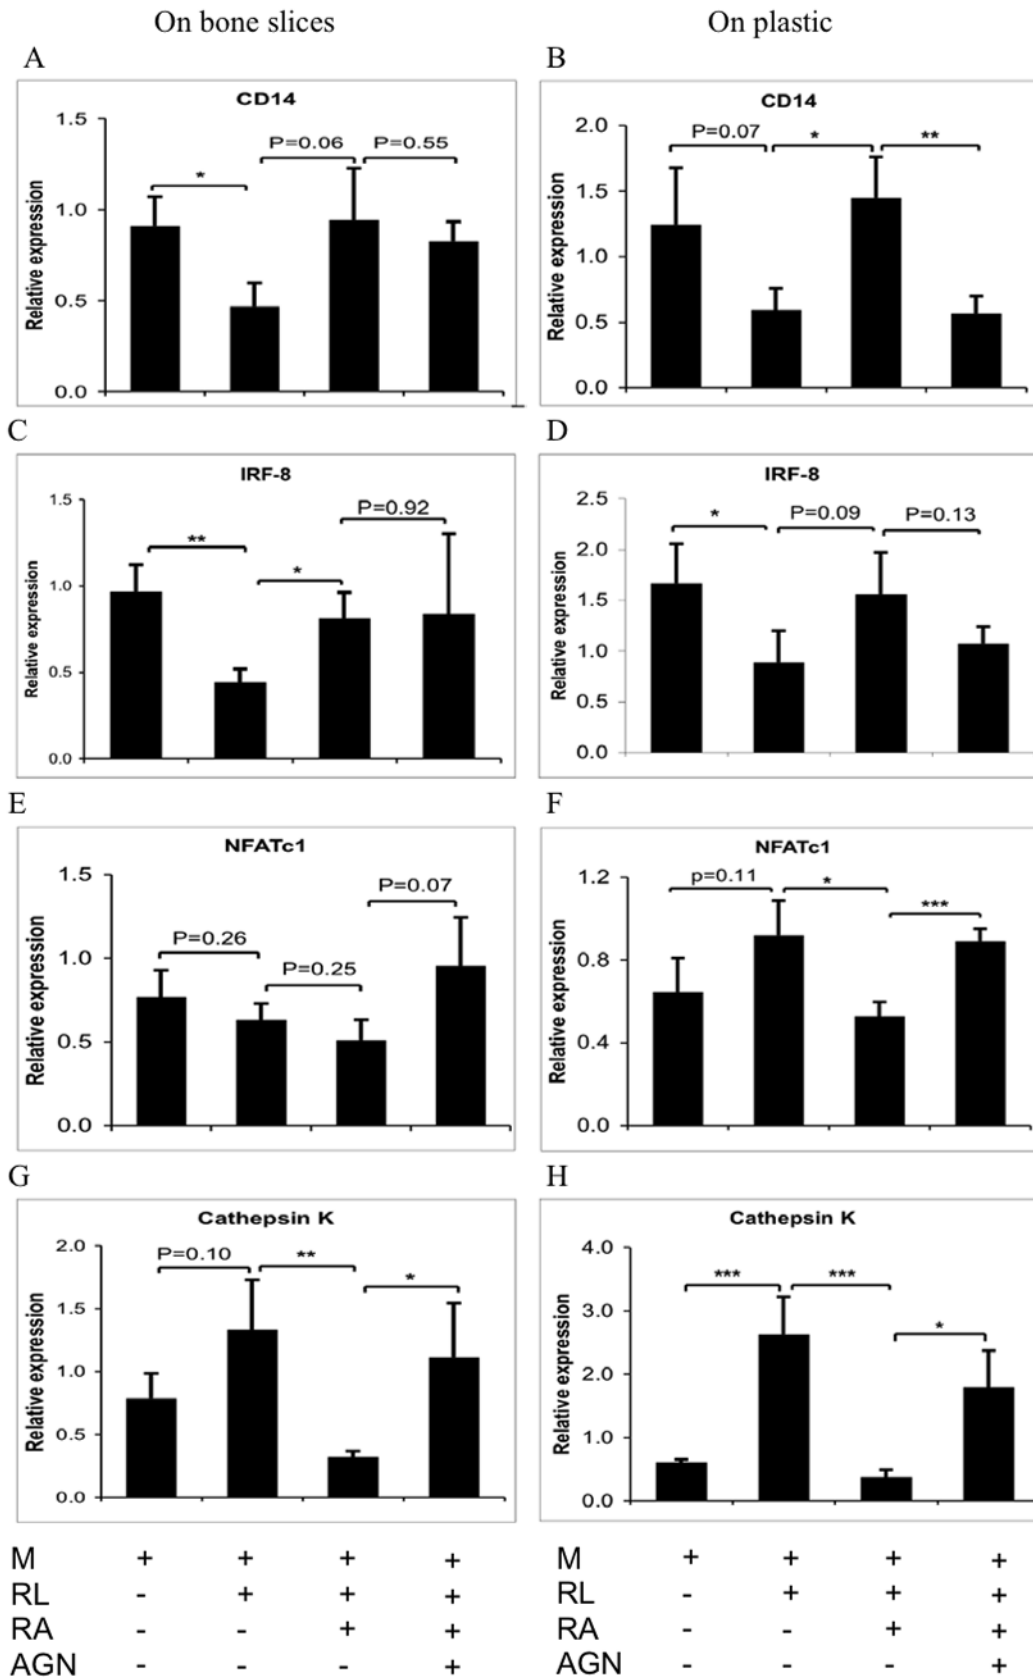 On bone slices On plastic
A B
CD14 CD14
Relative expression 1.5 1.0 0.5 0.0 * P=0.06 P=0.55
Relative expression 2.0 1.5 1.0 0.5 0.0 P=0.07 * **
C D
IRF-8 IRF-8
Relative expression 1.5 1.0 0.5 0.0 ** * P=0.92
Relative expression 2.5 2.0 1.5 1.0 0.5 0.0 * P=0.09 P=0.13
E F
NFATc1 NFATc1
Relative expression 1.5 1.0 0.5 0.0 P=0.26 P=0.25 P=0.07
Relative expression 1.2 0.8 0.4 0.0 p=0.11 * ***
G H
Cathepsin K Cathepsin K
Relative expression 2.0 1.5 1.0 0.5 0.0 P=0.10 ** *
Relative expression 4.0 3.0 2.0 1.0 0.0 *** *** *
M + + + + M + + + +
RL - + + + RL - + + +
RA - - + + RA - - + +
AGN - - - + AGN - - - +